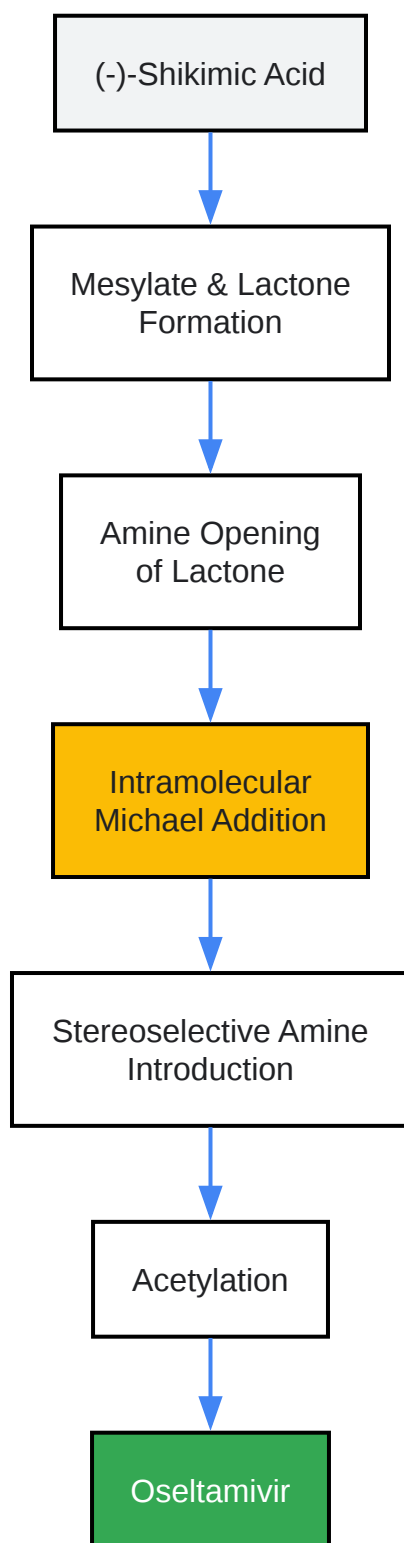 (-)-Shikimic Acid
Mesylate & Lactone
Formation
Amine Opening
of Lactone
Intramolecular
Michael Addition
Stereoselective Amine
Introduction
Acetylation
Oseltamivir